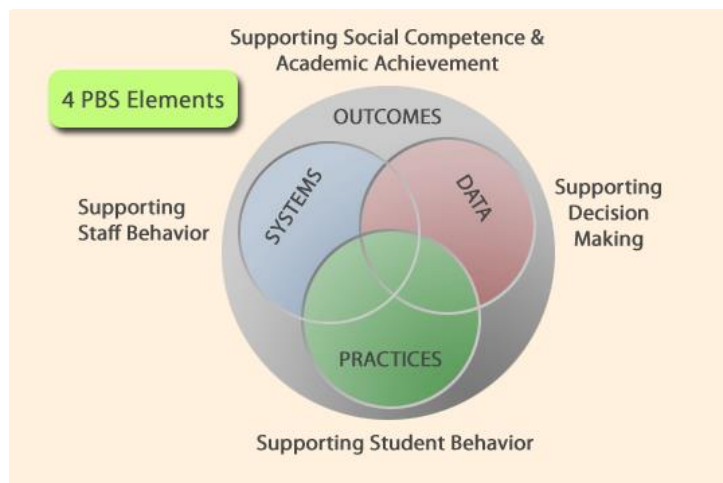 Supporting Social Competence &
Academic Achievement
4 PBS Elements
OUTCOMES
SYSTEMS
DATA
Supporting
Staff Behavior
Supporting
Decision
Making
PRACTICES
Supporting Student Behavior